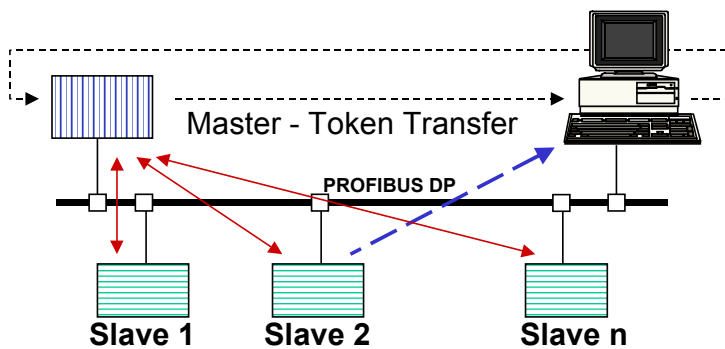 Master - Token Transfer
PROFIBUS DP
Slave 1
Slave 2
Slave n